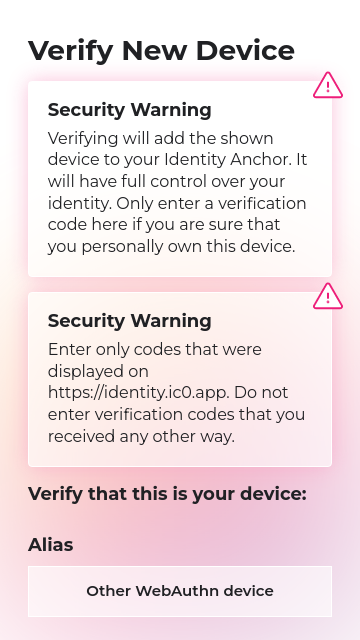 Verify New Device
Security Warning
Verifying will add the shown
device to your Identity Anchor. It
will have full control over your
identity. Only enter a verification
code here if you are sure that
you personally own this device.
Security Warning
Enter only codes that were
displayed on
https://identity.ic0.app. Do not
enter verification codes that you
received any other way.
Verify that this is your device:
Alias
Other WebAuthn device